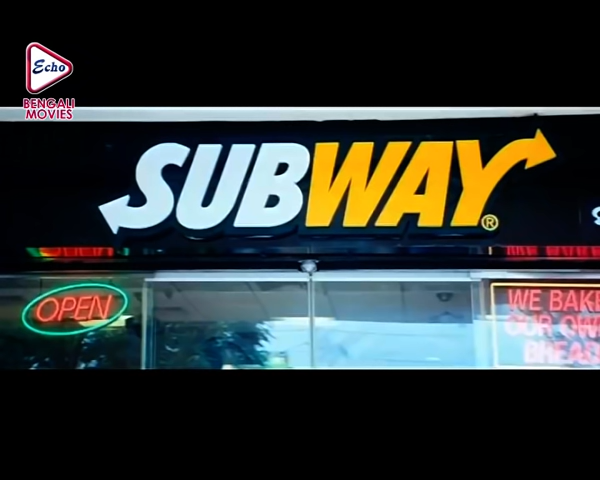 Echo
BENGALI
MOVIES
SUBWAY®
OPEN
WE BAKE
OUR OWN
BREAD